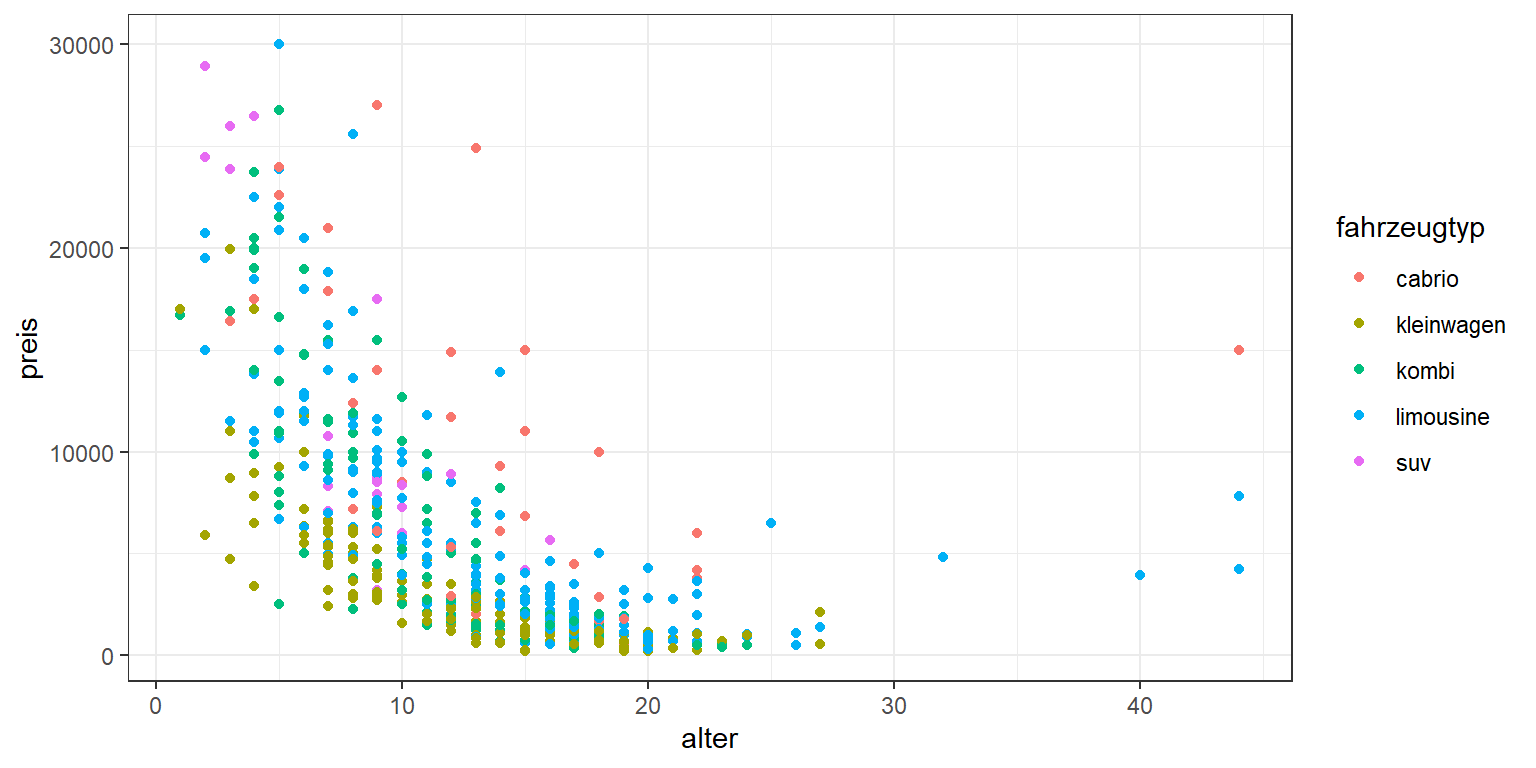 30000
20000
10000
0
preis
0 10 20 30 40
alter
fahrzeugtyp
cabrio
kleinwagen
kombi
limousine
suv